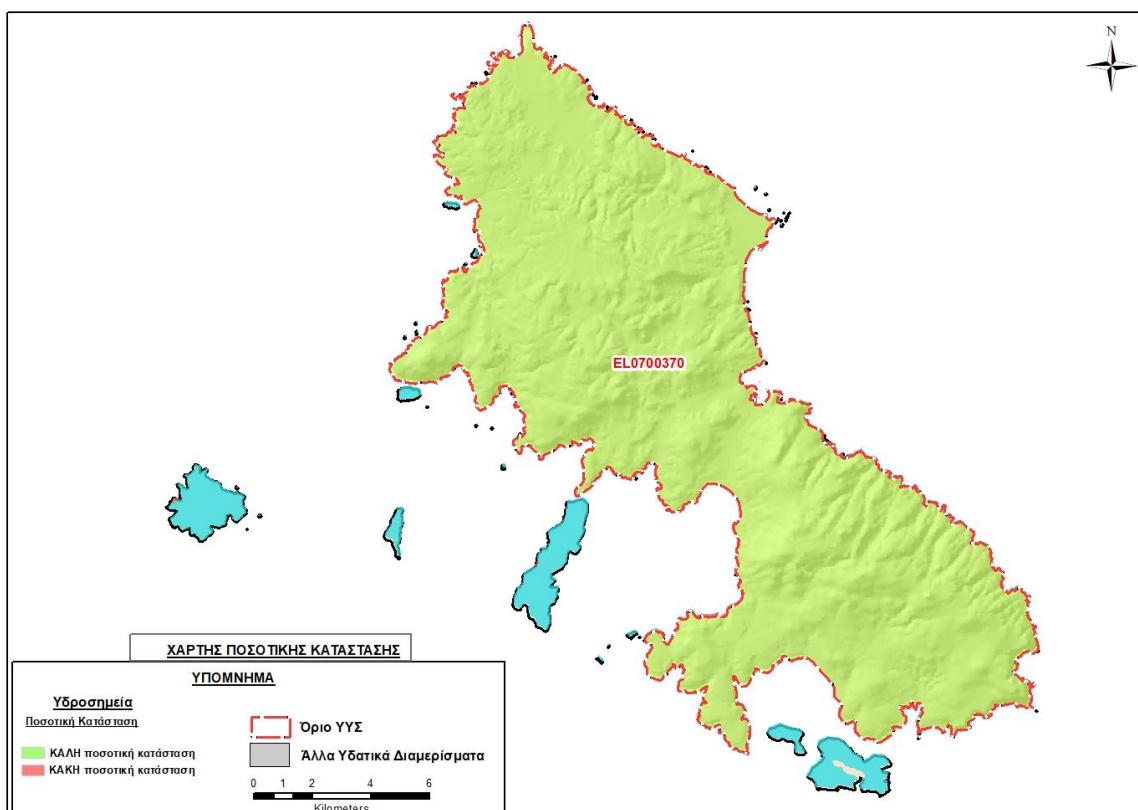 N
EL0700370
ΧΑΡΤΗΣ ΠΟΣΟΤΙΚΗΣ ΚΑΤΑΣΤΑΣΗΣ
ΥΠΟΜΝΗΜΑ
Υδροσημεία
Ποσοτική Κατάσταση
ΚΑΛΗ ποσοτική κατάσταση
ΚΑΚΗ ποσοτική κατάσταση
Όριο ΥΥΣ
Άλλα Υδατικά Διαμερίσματα
0 1 2 4 6
Kilometers